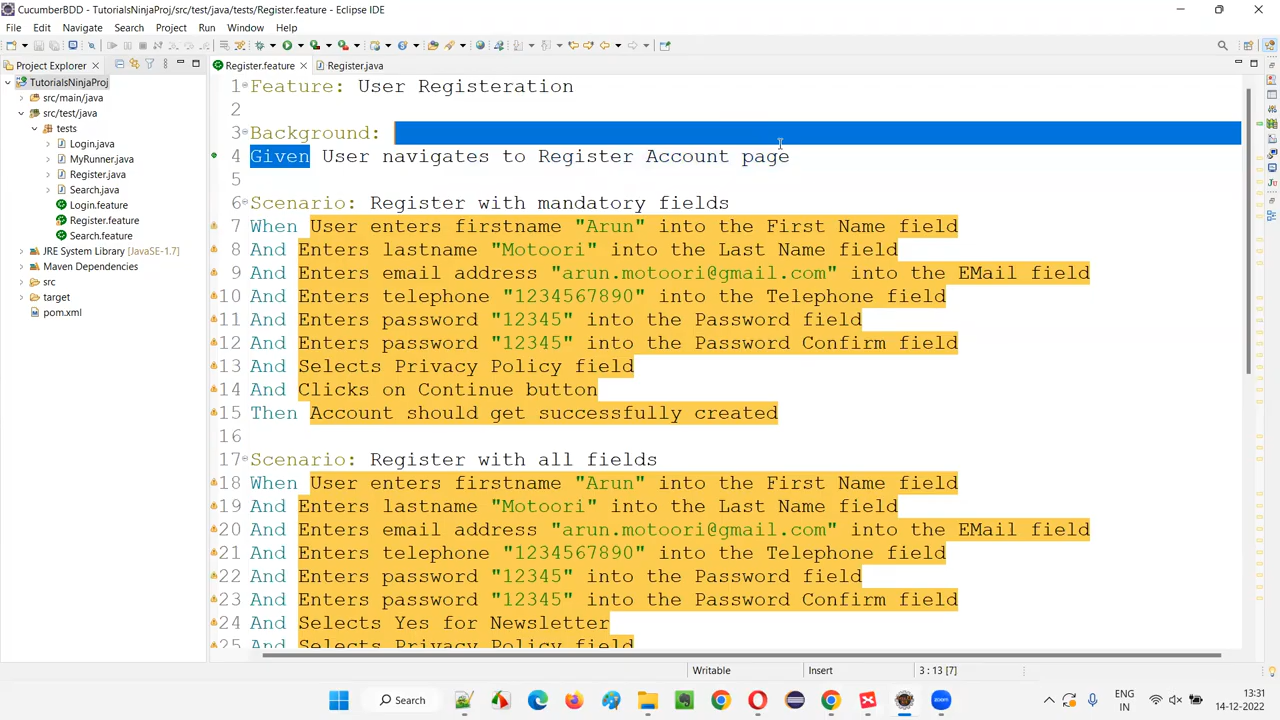 CucumberBDD - TutorialsNinjaProj/src/test/java/tests/Register.feature - Eclipse IDE
File Edit Navigate Search Project Run Window Help
Project Explorer
Register.feature
Register.java
TutorialsNinjaProj
src/main/java
src/test/java
tests
Login.java
MyRunner.java
Register.java
Search.java
Login.feature
Register.feature
Search.feature
JRE System Library [JavaSE-1.7]
Maven Dependencies
src
target
pom.xml
1 Feature: User Registeration
2
3 Background:
4 Given User navigates to Register Account page
5
6 Scenario: Register with mandatory fields
7 When User enters firstname "Arun" into the First Name field
8 And Enters lastname "Motoori" into the Last Name field
9 And Enters email address "arun.motoori@gmail.com" into the EMail field
10 And Enters telephone "1234567890" into the Telephone field
11 And Enters password "12345" into the Password field
12 And Enters password "12345" into the Password Confirm field
13 And Selects Privacy Policy field
14 And Clicks on Continue button
15 Then Account should get successfully created
16
17 Scenario: Register with all fields
18 When User enters firstname "Arun" into the First Name field
19 And Enters lastname "Motoori" into the Last Name field
20 And Enters email address "arun.motoori@gmail.com" into the EMail field
21 And Enters telephone "1234567890" into the Telephone field
22 And Enters password "12345" into the Password field
23 And Enters password "12345" into the Password Confirm field
24 And Selects Yes for Newsletter
25 And Selects Privacy Policy field
Writable Insert 3 : 13 [7]
Search
zoom
ENG
IN
13:31
14-12-2022